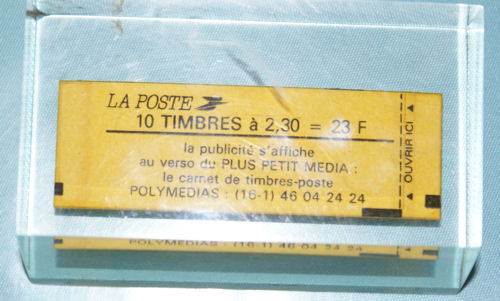 LA POSTE
10 TIMBRES à 2,30 = 23 F
la publicité s'affiche
au verso du PLUS PETIT MEDIA :
le carnet de timbres-poste
POLYMEDIAS : (16-1) 46 04 24 24
OUVRIR ICI
POLYMEDIAS : (16-1) 46 04 24 24